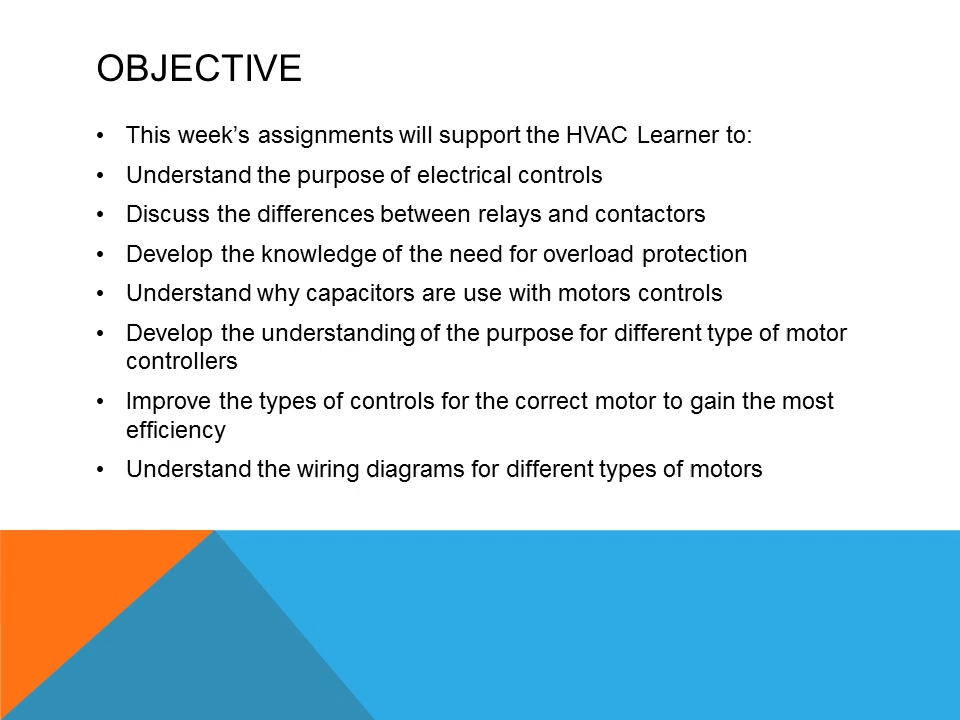 OBJECTIVE
• This week’s assignments will support the HVAC Learner to:
• Understand the purpose of electrical controls
• Discuss the differences between relays and contactors
• Develop the knowledge of the need for overload protection
• Understand why capacitors are use with motors controls
• Develop the understanding of the purpose for different type of motor
controllers
• Improve the types of controls for the correct motor to gain the most
efficiency
• Understand the wiring diagrams for different types of motors